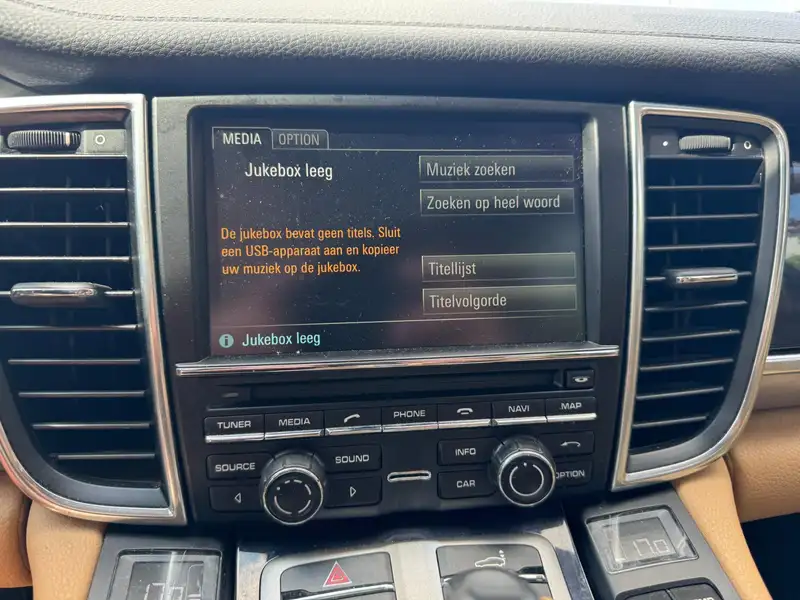 MEDIA
OPTION
Jukebox leeg
Muziek zoeken
Zoeken op heel woord
De jukebox bevat geen titels. Sluit
een USB-apparaat aan en kopieer
uw muziek op de jukebox.
Titellijst
Titelvolgorde
i Jukebox leeg
TUNER
MEDIA
PHONE
NAVI
MAP
SOURCE
SOUND
INFO
CAR
OPTION